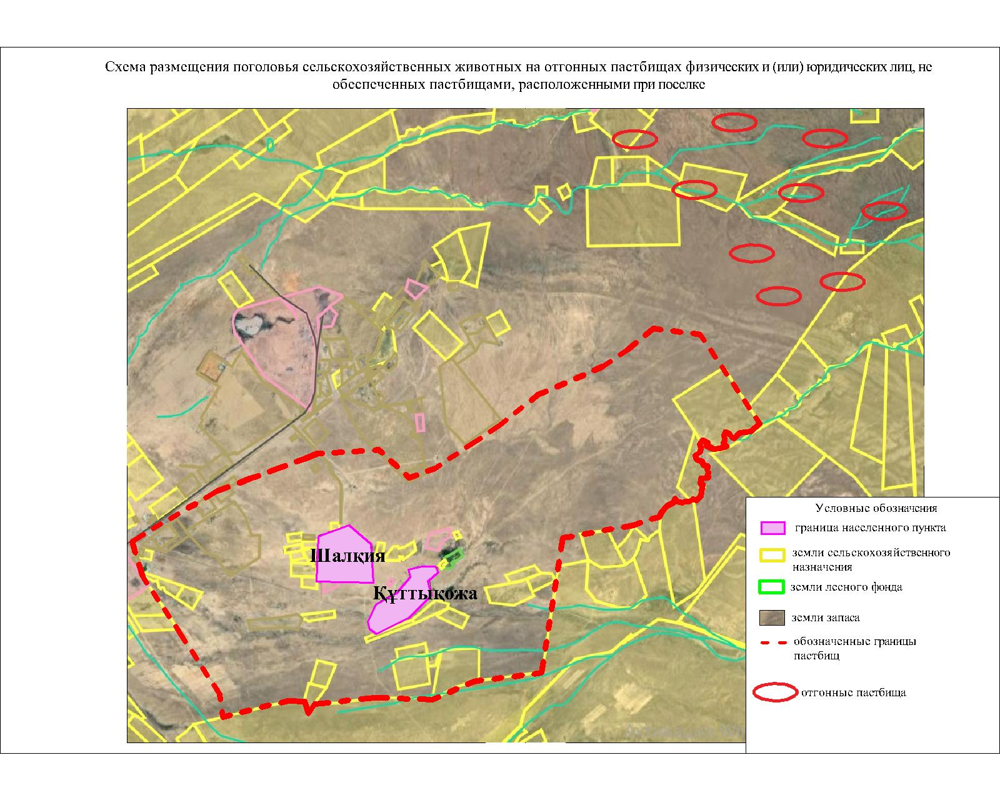 Схема размещения поголовья сельскохозяйственных животных на отгонных пастбищах физических и (или) юридических лиц, не
обеспеченных пастбищами, расположенными при поселке
Шалқия
Құттықожа
Условные обозначения
граница населенного пункта
земли сельскохозяйственного
назначения
земли лесного фонда
земли запаса
обозначенные границы
пастбищ
отгонные пастбища